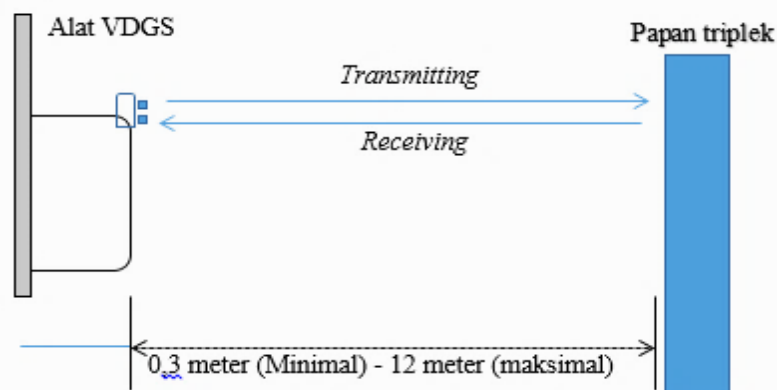 Alat VDGS
Papan triplek
Transmitting
Receiving
0.3 meter (Minimal) - 12 meter (maksimal)